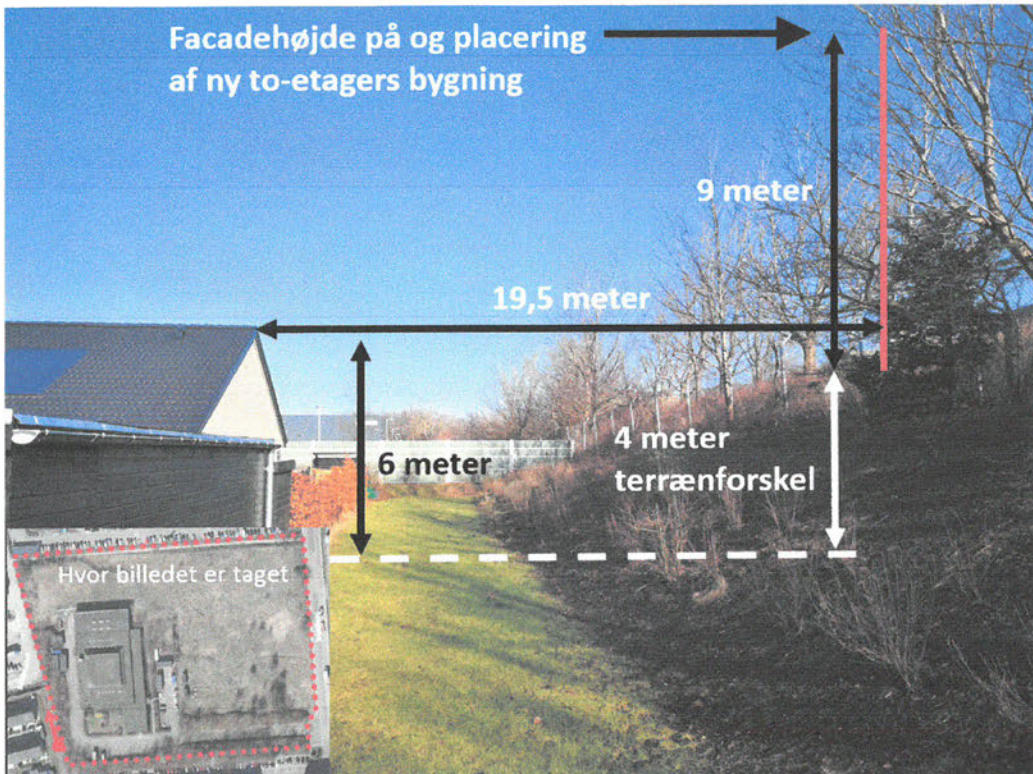 Facadehøjde på og placering
af ny to-etagers bygning
9 meter
19,5 meter
6 meter
4 meter
terrænforskel
Hvor billedet er taget